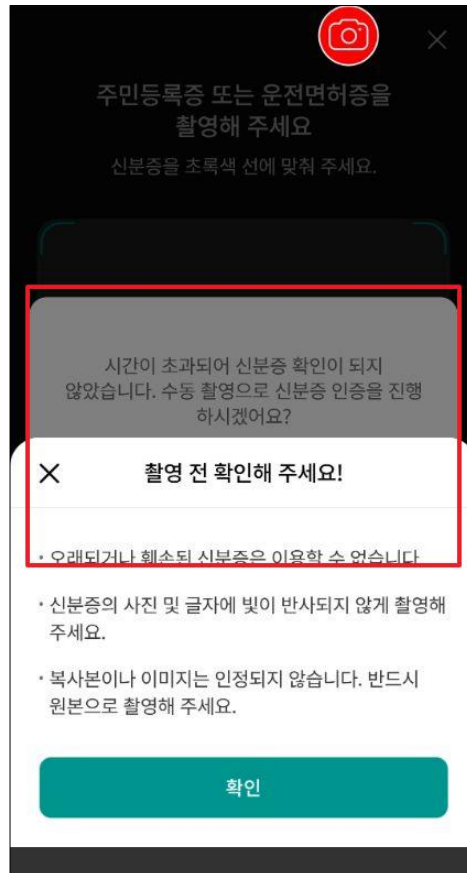 주민등록증 또는 운전면허증을
촬영해 주세요
신분증을 초록색 선에 맞춰 주세요.
시간이 초과되어 신분증 확인이 되지
않았습니다. 수동 촬영으로 신분증 인증을 진행
하시겠어요?
촬영 전 확인해 주세요!
· 오래되거나 훼손된 신분증은 이용할 수 없습니다
· 신분증의 사진 및 글자에 빛이 반사되지 않게 촬영해
주세요.
· 복사본이나 이미지는 인정되지 않습니다. 반드시
원본으로 촬영해 주세요.
확인